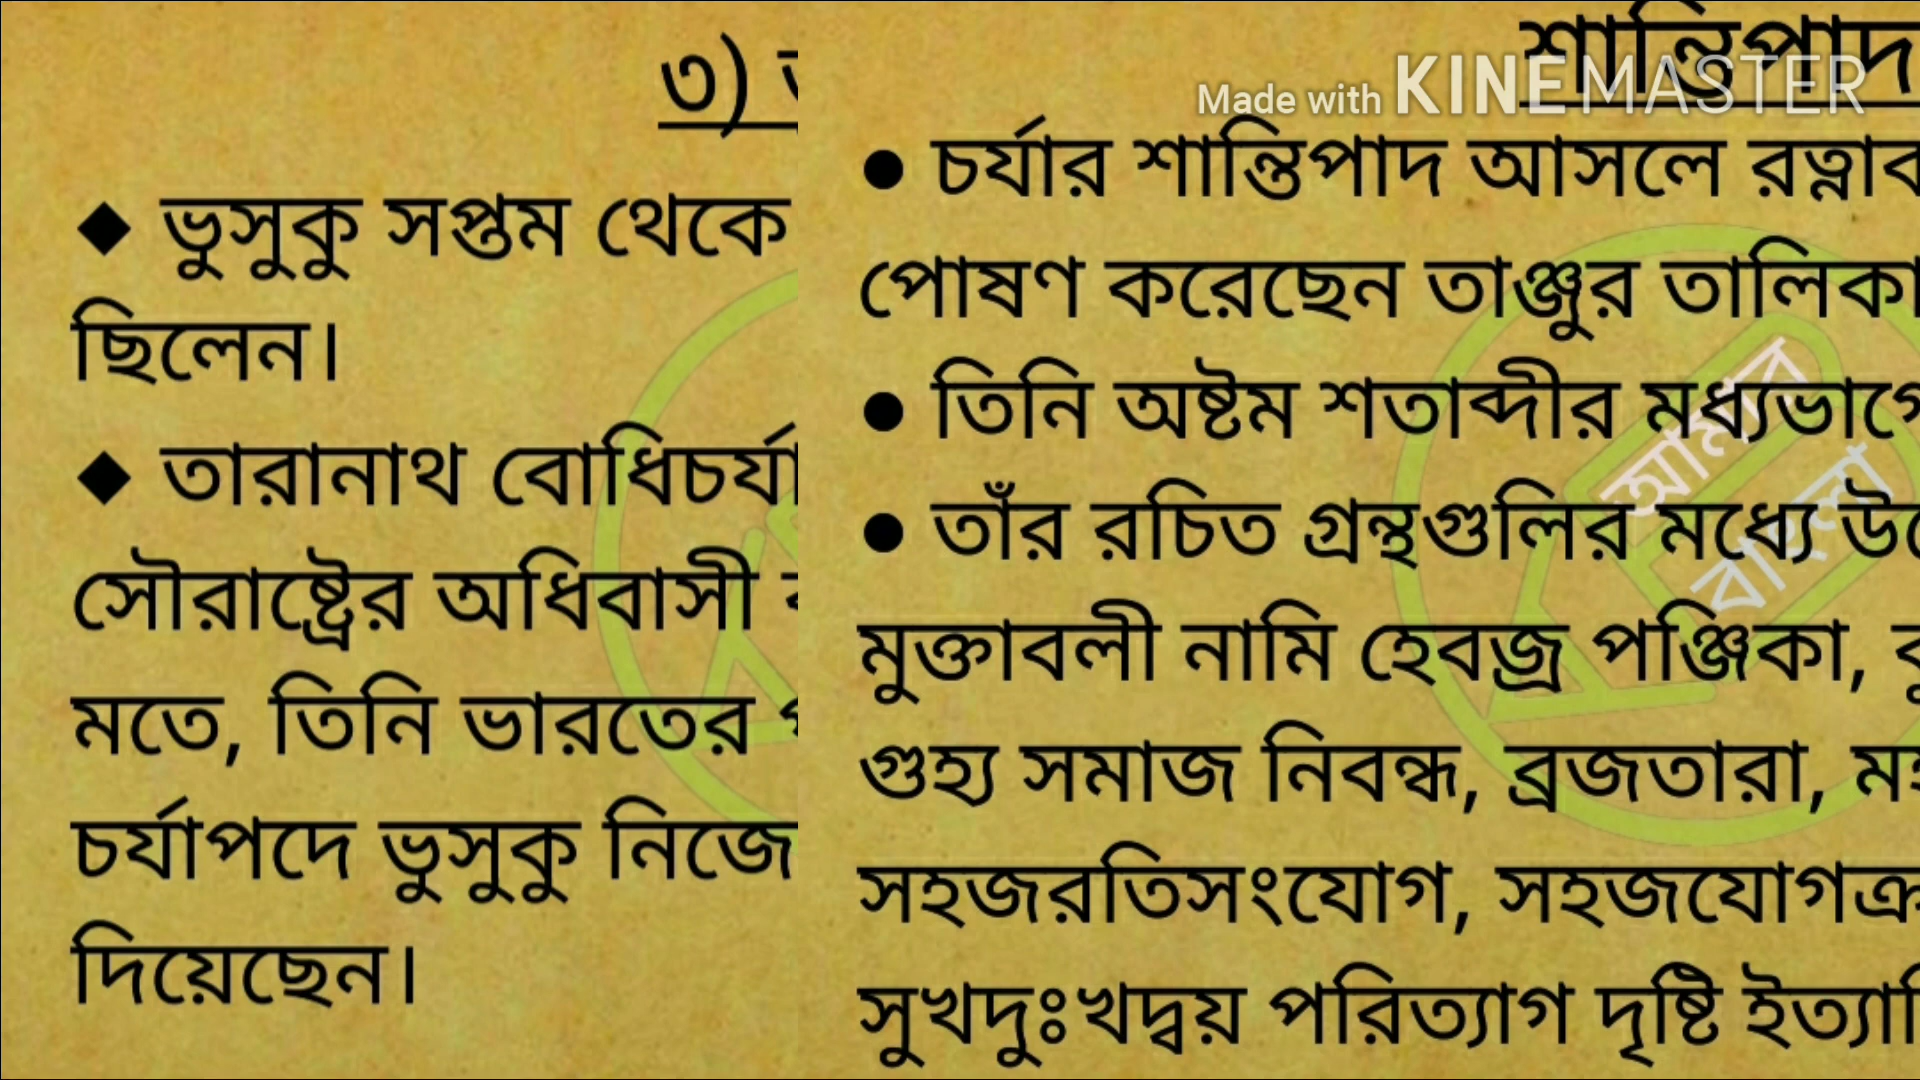 ৩)
◆ ভুসুকু সপ্তম থেকে
ছিলেন।
◆ তারানাথ বোধিচর্যা
সৌরাষ্ট্রের অধিবাসী
মতে, তিনি ভারতের
চর্যাপদে ভুসুকু নিজে
দিয়েছেন।
শান্তিপাদ
Made with KINEMASTER
● চর্যার শান্তিপাদ আসলে
পোষণ করেছেন তাঞ্জুর তালিকা
● তিনি অষ্টম শতাব্দীর মধ্যভাগে
● তাঁর রচিত গ্রন্থগুলির মধ্যে
মুক্তাবলী নামি হেবজ্র পঞ্জিকা,
গুহ্য সমাজ নিবন্ধ, ব্রজতারা,
সহজরতিসংযোগ, সহজযোগক্র
সুখদুঃখদ্বয় পরিত্যাগ দৃষ্টি ইত্যাদি
আমার
বাংলা